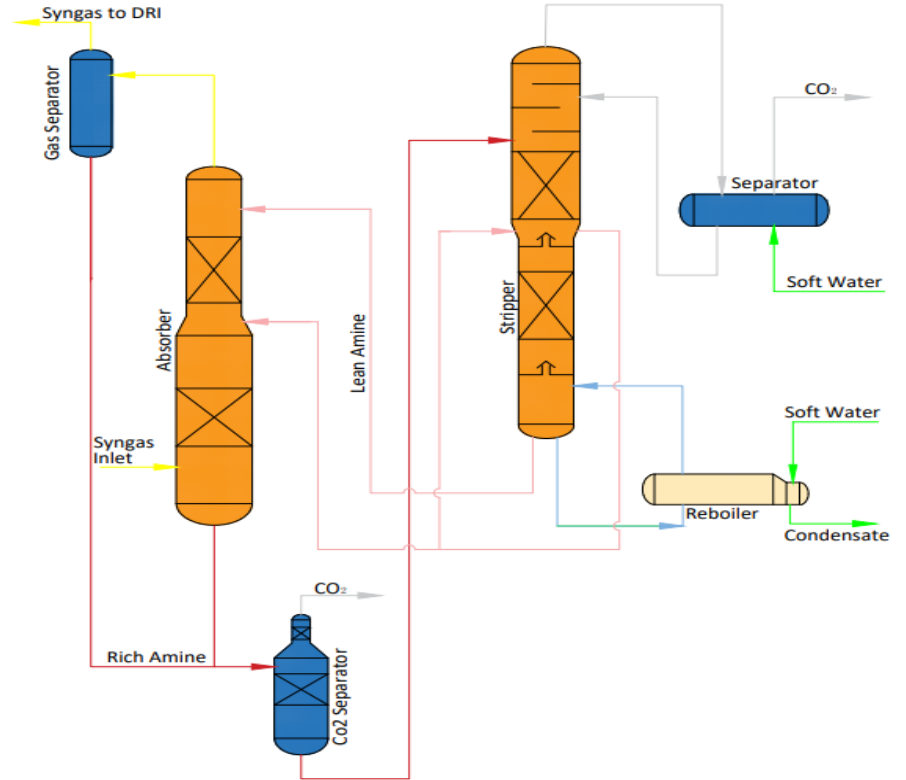 Syngas to DRI
Gas Separator
CO₂
Separator
Soft Water
Stripper
Absorber
Lean Amine
Syngas
Inlet
Soft Water
Reboiler
Condensate
CO₂
Rich Amine
Co2 Separator